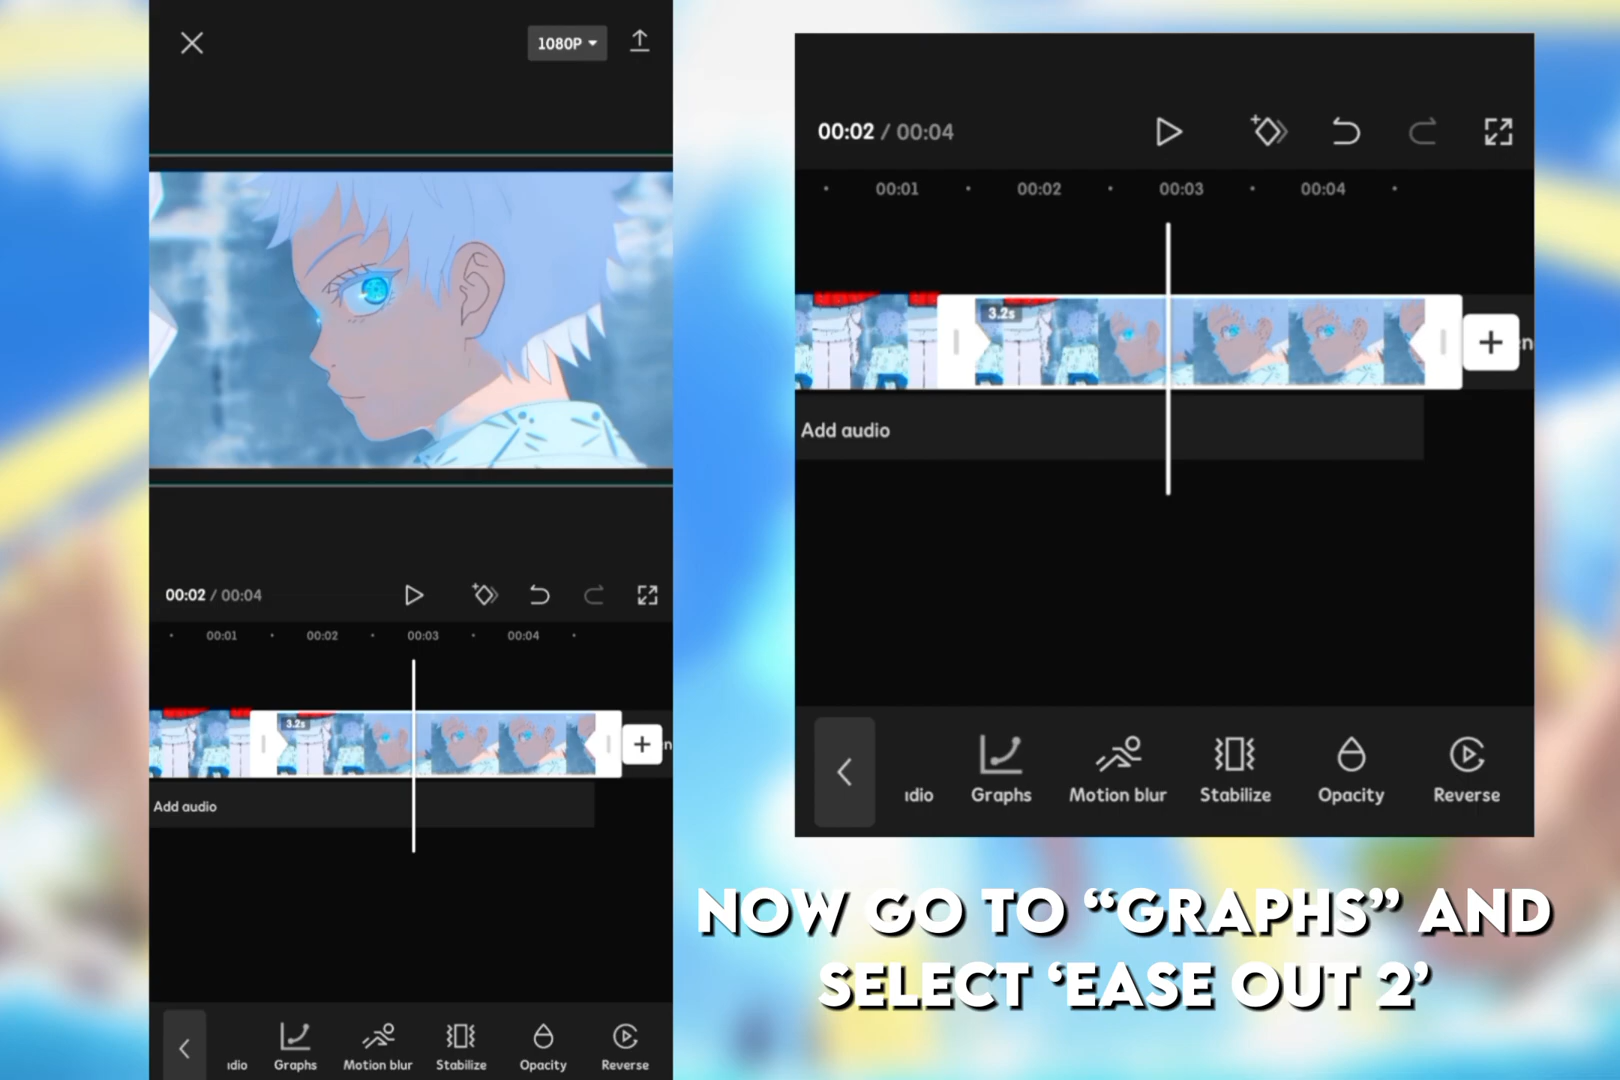 1080P
00:02 / 00:04
00:01 00:02 00:03 00:04
3.2s
Add audio
Graphs Motion blur Stabilize Opacity Reverse
00:02 / 00:04
00:01 00:02 00:03 00:04
3.2s
Add audio
Graphs Motion blur Stabilize Opacity Reverse
NOW GO TO “GRAPHS” AND
SELECT ‘EASE OUT 2’